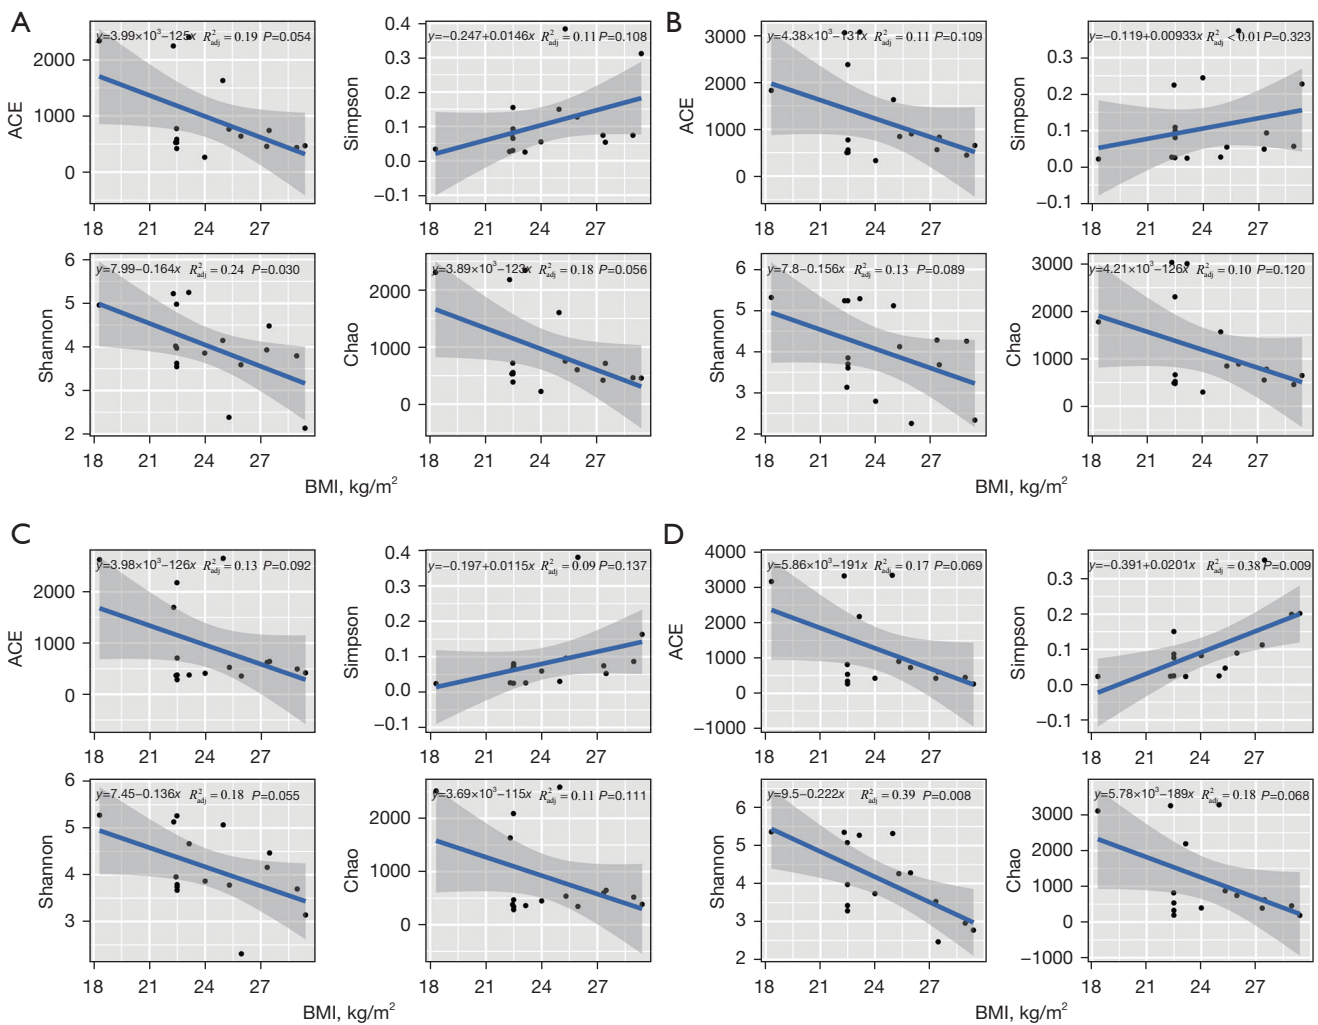 A
y=3.99×10³−125x R²adj = 0.19 P=0.054
ACE
2000
1000
0
18 21 24 27
y=−0.247+0.0146x R²adj = 0.11 P=0.108
Simpson
0.4
0.3
0.2
0.1
0.0
−0.1
18 21 24 27
y=7.99−0.164x R²adj = 0.24 P=0.030
Shannon
6
5
4
3
2
18 21 24 27
y=3.89×10³−123x R²adj = 0.18 P=0.056
Chao
2000
1000
0
18 21 24 27
BMI, kg/m²
B
y=4.38×10³−131x R²adj = 0.11 P=0.109
ACE
3000
2000
1000
0
18 21 24 27
y=−0.119+0.00933x R²adj < 0.01 P=0.323
Simpson
0.3
0.2
0.1
0.0
−0.1
18 21 24 27
y=7.8−0.156x R²adj = 0.13 P=0.089
Shannon
6
5
4
3
2
18 21 24 27
y=4.21×10³−126x R²adj = 0.10 P=0.120
Chao
3000
2000
1000
0
18 21 24 27
BMI, kg/m²
C
y=3.98×10³−126x R²adj = 0.13 P=0.092
ACE
2000
1000
0
18 21 24 27
y=−0.197+0.0115x R²adj = 0.09 P=0.137
Simpson
0.4
0.3
0.2
0.1
0.0
−0.1
18 21 24 27
y=7.45−0.136x R²adj = 0.18 P=0.055
Shannon
6
5
4
3
18 21 24 27
y=3.69×10³−115x R²adj = 0.11 P=0.111
Chao
2000
1000
0
18 21 24 27
BMI, kg/m²
D
y=5.86×10³−191x R²adj = 0.17 P=0.069
ACE
4000
3000
2000
1000
0
−1000
18 21 24 27
y=−0.391+0.0201x R²adj = 0.38 P=0.009
Simpson
0.3
0.2
0.1
0.0
−0.1
18 21 24 27
y=9.5−0.222x R²adj = 0.39 P=0.008
Shannon
6
5
4
3
2
18 21 24 27
y=5.78×10³−189x R²adj = 0.18 P=0.068
Chao
3000
2000
1000
0
−1000
18 21 24 27
BMI, kg/m²